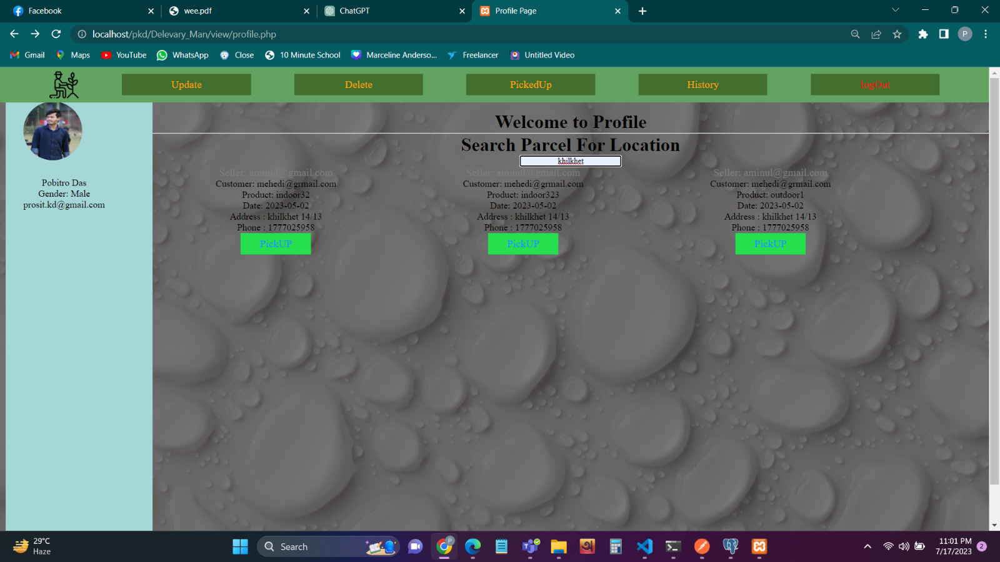 Facebook
wee.pdf
ChatGPT
Profile Page
localhost/pkd/Delevary_Man/view/profile.php
P
Gmail
Maps
YouTube
WhatsApp
Close
10 Minute School
Marceline Anderso...
Freelancer
Untitled Video
Update
Delete
PickedUp
History
logOut
Welcome to Profile
Search Parcel For Location
khilkhet
Pobitro Das
Gender: Male
prosit.kd@gmail.com
Seller: aminul@gmail.com
Customer: mehedi@grmail.com
Product: indoor32
Date: 2023-05-02
Address : khilkhet 14/13
Phone : 1777025958
PickUP
Seller: aminul@gmail.com
Customer: mehedi@grmail.com
Product: indoor323
Date: 2023-05-02
Address : khilkhet 14/13
Phone : 1777025958
PickUP
Seller: aminul@gmail.com
Customer: mehedi@grmail.com
Product: outdoor1
Date: 2023-05-02
Address : khilkhet 14/13
Phone : 1777025958
PickUP
29°C
Haze
Search
P
11:01 PM
7/17/2023
2